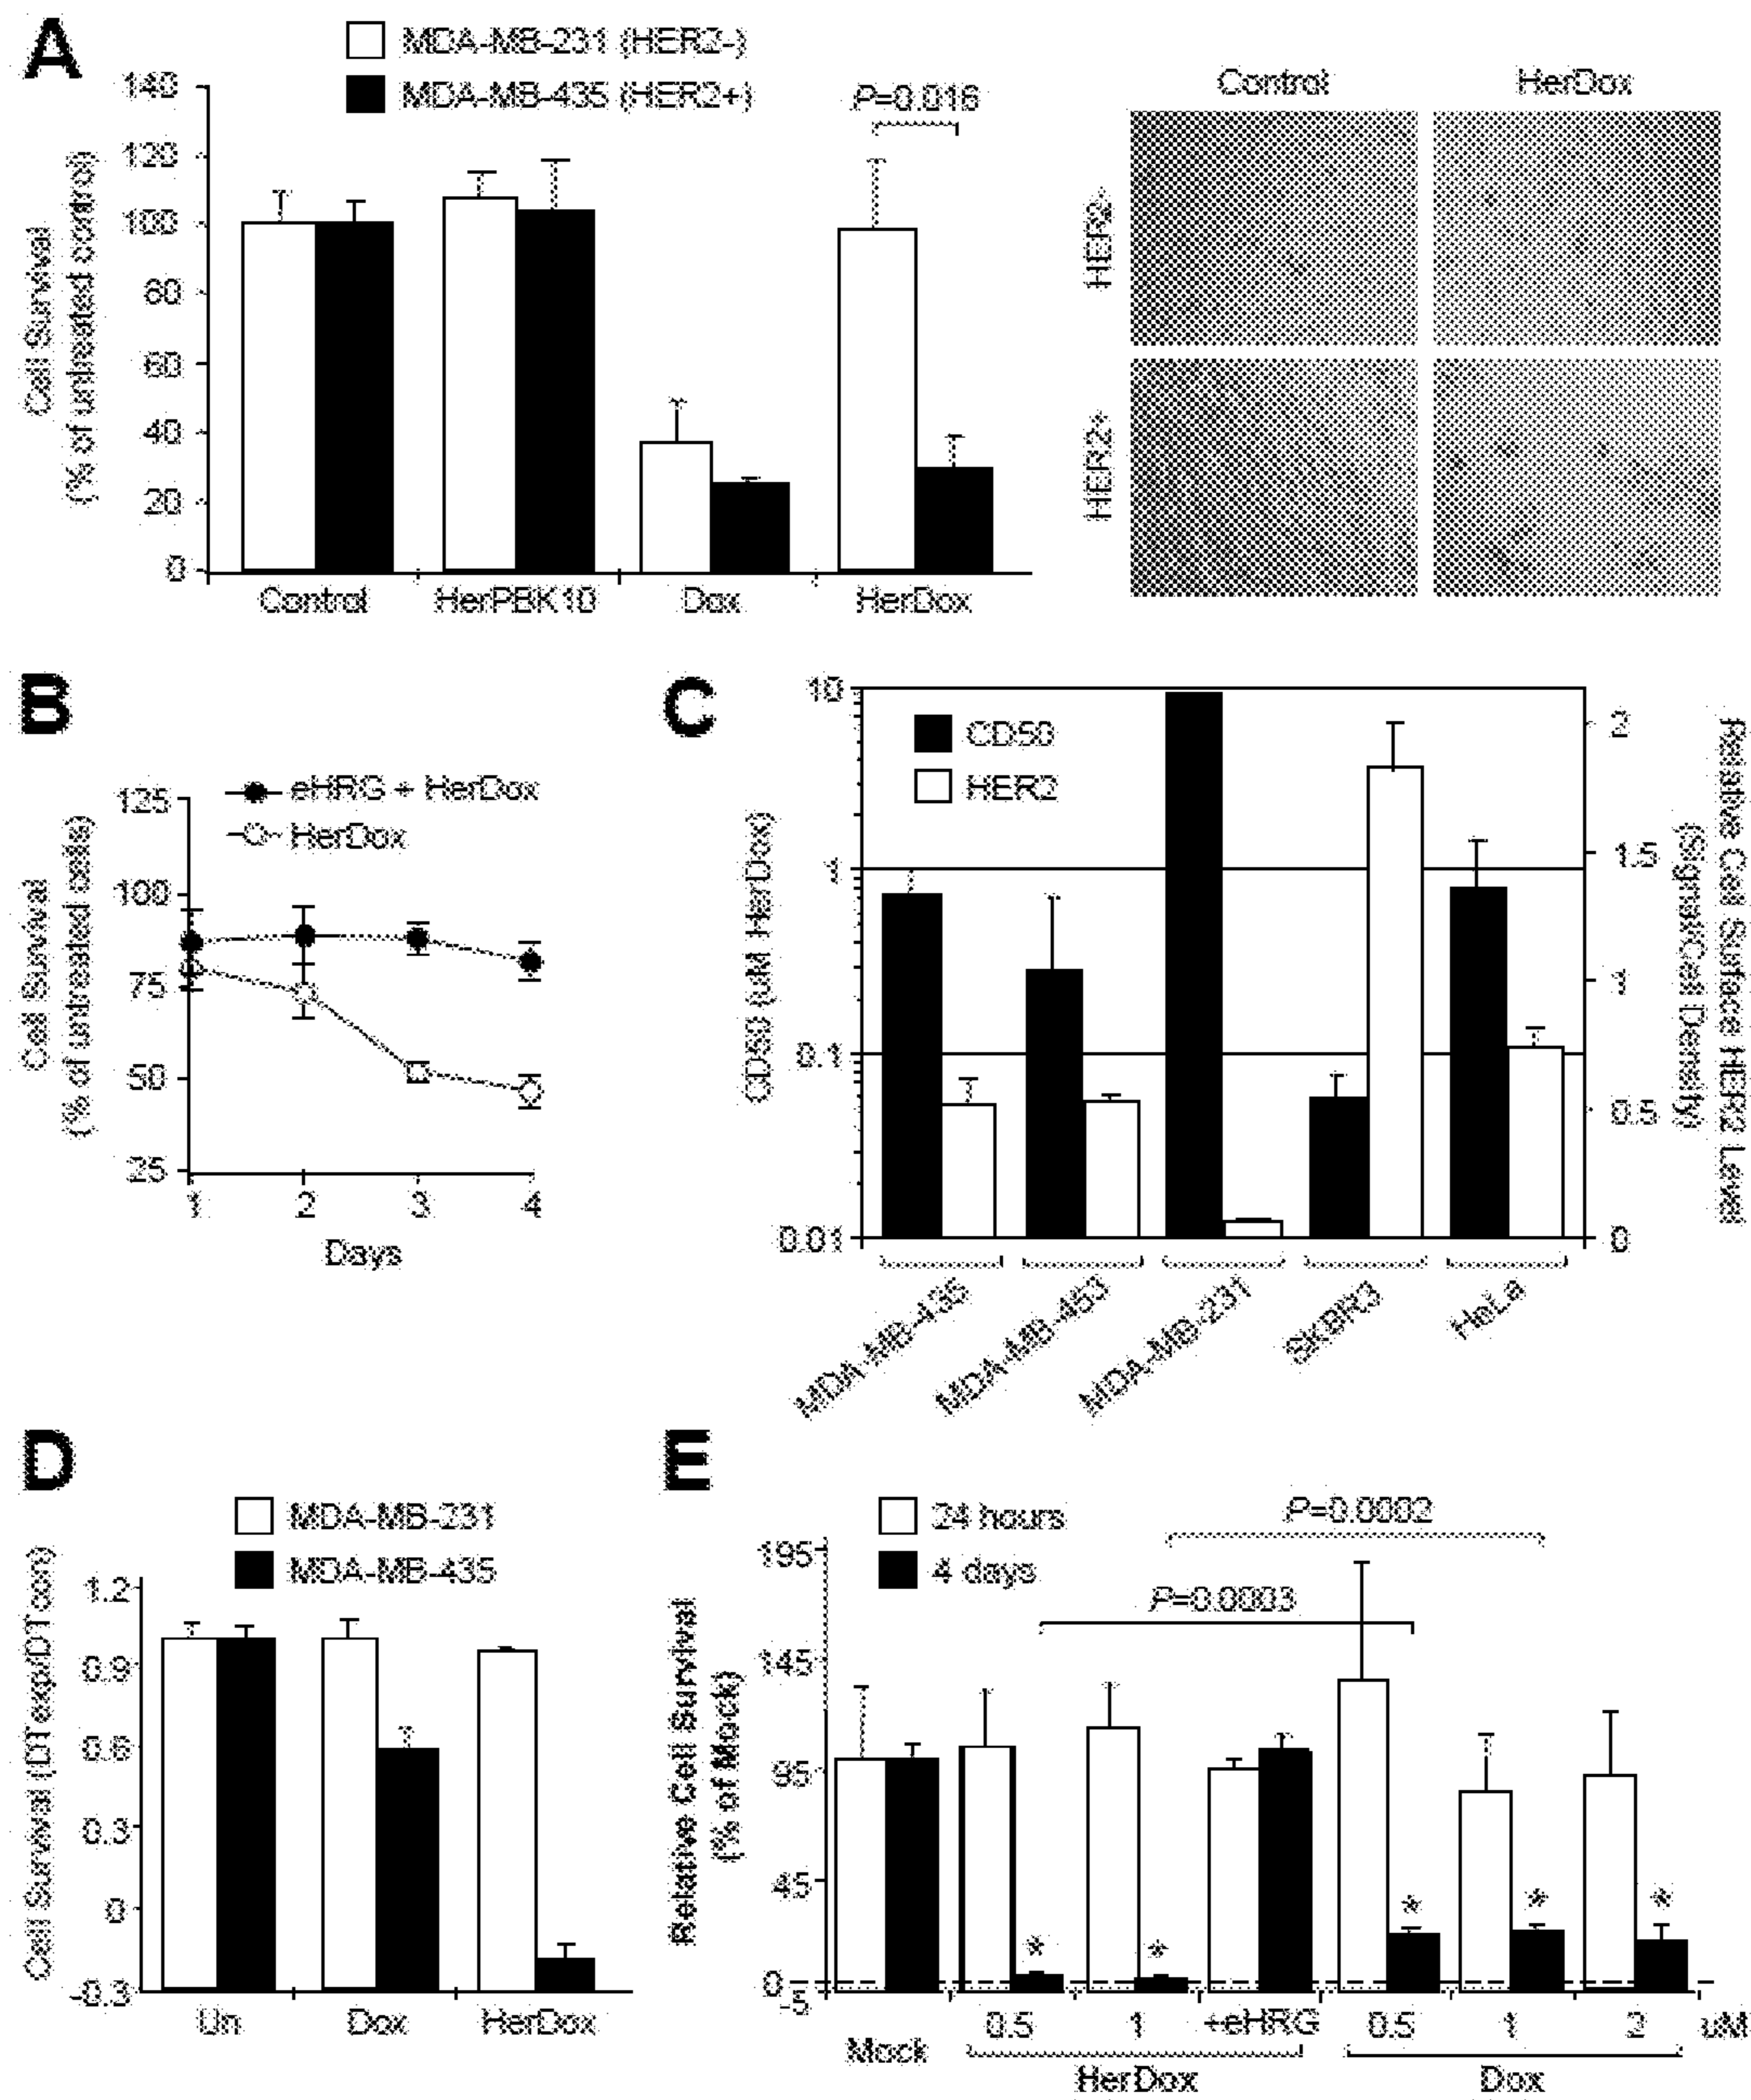 A
MDA-MB-231 (HER2-)
MDA-MB-435 (HER2+)
P=0.016
140
120
100
80
60
40
20
0
Cell Survival
(% of untreated control)
Control
HerPBK10
Dox
HerDox
Control
HerDox
HER2-
HER2+
B
eHRG + HerDox
HerDox
125
100
75
50
25
Cell Survival
(% of untreated cells)
1 2 3 4
Days
C
CD50
HER2
10
1
0.1
0.01
CD50 (uM HerDox)
2
1.5
1
0.5
0
Relative Cell Surface HER2 Level
(Signal/Cell Density)
MDA-MB-435
MDA-MB-453
MDA-MB-231
SKBR3
HeLa
D
MDA-MB-231
MDA-MB-435
1.2
0.9
0.6
0.3
0
-0.3
Cell Survival (DTexp/DTcon)
Un
Dox
HerDox
E
24 hours
4 days
P=0.0002
P=0.0003
195
145
95
45
0
-5
Relative Cell Survival
(% of Mock)
* * * * *
Mock
0.5 1 +eHRG 0.5 1 2 uM
HerDox
Dox